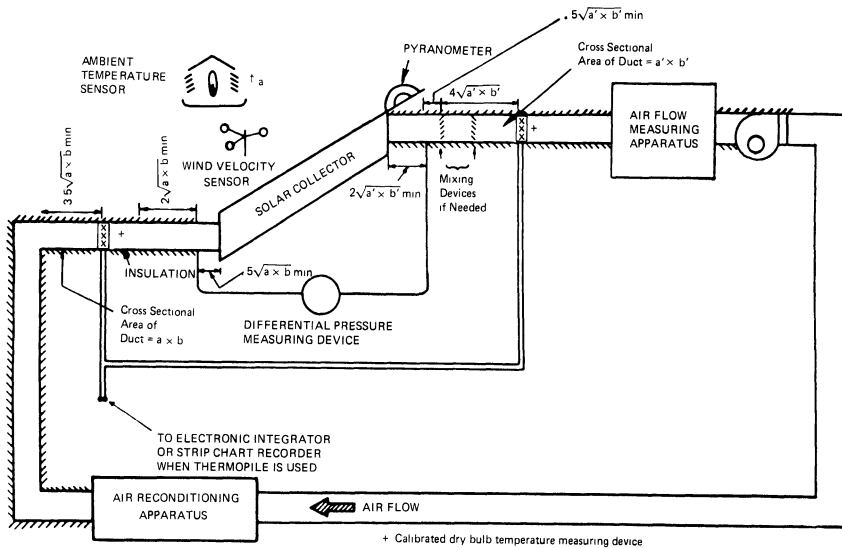 .5√a′ × b′ min
AMBIENT
TEMPERATURE
SENSOR
↑ a
PYRANOMETER
4√a′ × b′
Cross Sectional
Area of Duct = a′ × b′
AIR FLOW
MEASURING
APPARATUS
XXX
+
WIND VELOCITY
SENSOR
SOLAR COLLECTOR
2√a′ × b′ min
Mixing
Devices
if Needed
3 5√a × b min
2√a × b min
XXX
+
INSULATION
.5√a × b min
Cross Sectional
Area of
Duct = a × b
DIFFERENTIAL PRESSURE
MEASURING DEVICE
TO ELECTRONIC INTEGRATOR
OR STRIP CHART RECORDER
WHEN THERMOPILE IS USED
AIR RECONDITIONING
APPARATUS
AIR FLOW
+ Calibrated dry bulb temperature measuring device